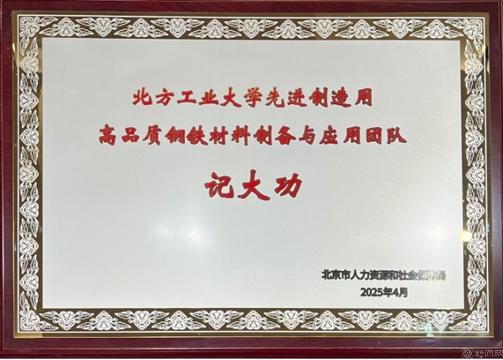 北方工业大学先进制造用
高品质钢铁材料制备与应用团队
记大功
北京市人力资源和社会保障局
2025年4月